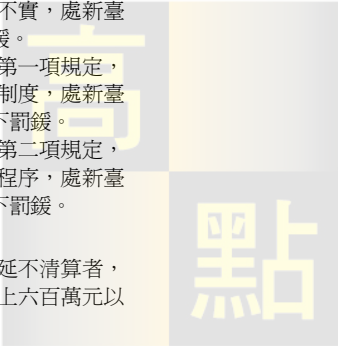 不實，處新臺
鍰。
第一項規定，
制度，處新臺
下罰鍰。
第二項規定，
程序，處新臺
下罰鍰。
延不清算者，
上六百萬元以
高
點